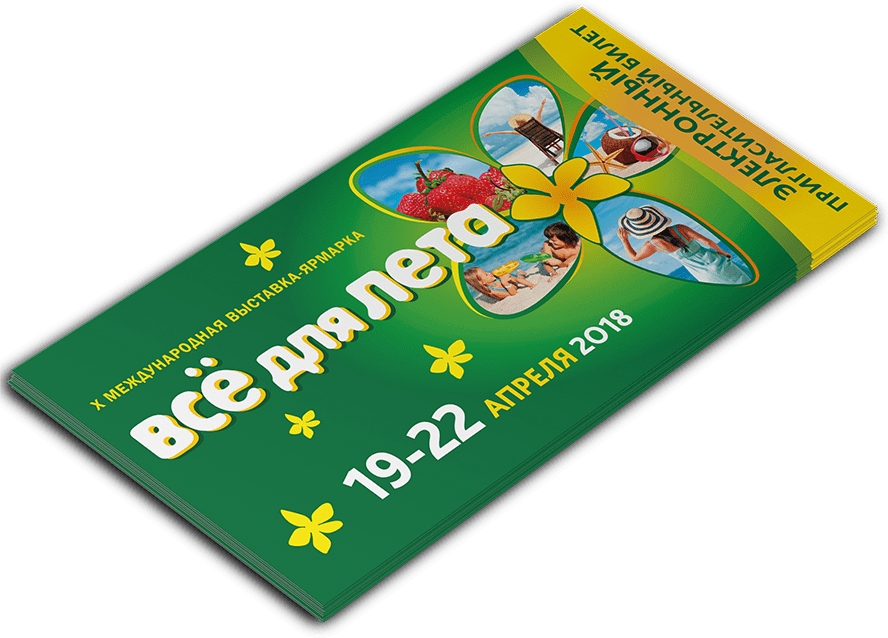 X МЕЖДУНАРОДНАЯ ВЫСТАВКА-ЯРМАРКА
Всё для лета
19-22 АПРЕЛЯ 2018
ЭЛЕКТРОННЫЙ
ПРИГЛАСИТЕЛЬНЫЙ БИЛЕТ